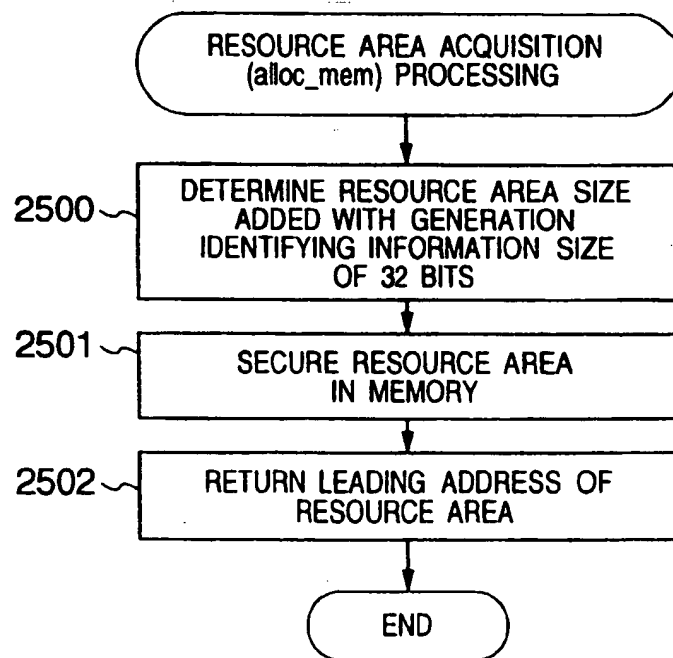 RESOURCE AREA ACQUISITION
(alloc_mem) PROCESSING
2500
DETERMINE RESOURCE AREA SIZE
ADDED WITH GENERATION
IDENTIFYING INFORMATION SIZE
OF 32 BITS
2501
SECURE RESOURCE AREA
IN MEMORY
2502
RETURN LEADING ADDRESS OF
RESOURCE AREA
END